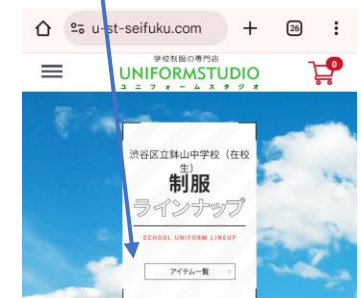 u-st-seifuku.com
26
学校制服の専門店
UNIFORMSTUDIO
ユニフォームスタジオ
0
渋谷区立鉢山中学校（在校
生）
制服
ラインナップ
SCHOOL UNIFORM LINEUP
アイテム一覧